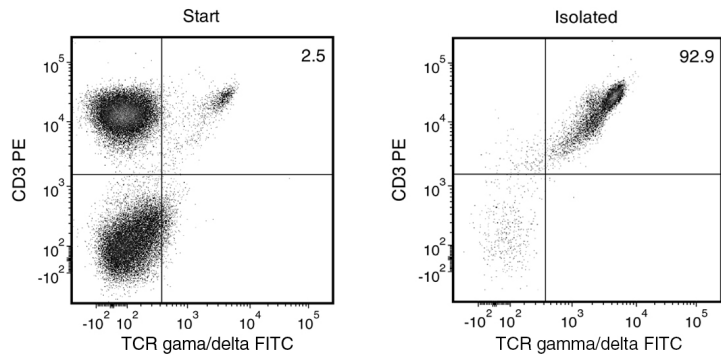 Start
2.5
CD3 PE
10^5
10^4
10^3
10^2
-10^2
-10^2 10^2 10^3 10^4 10^5
TCR gama/delta FITC
Isolated
92.9
CD3 PE
10^5
10^4
10^3
10^2
-10^2
-10^2 10^2 10^3 10^4 10^5
TCR gamma/delta FITC